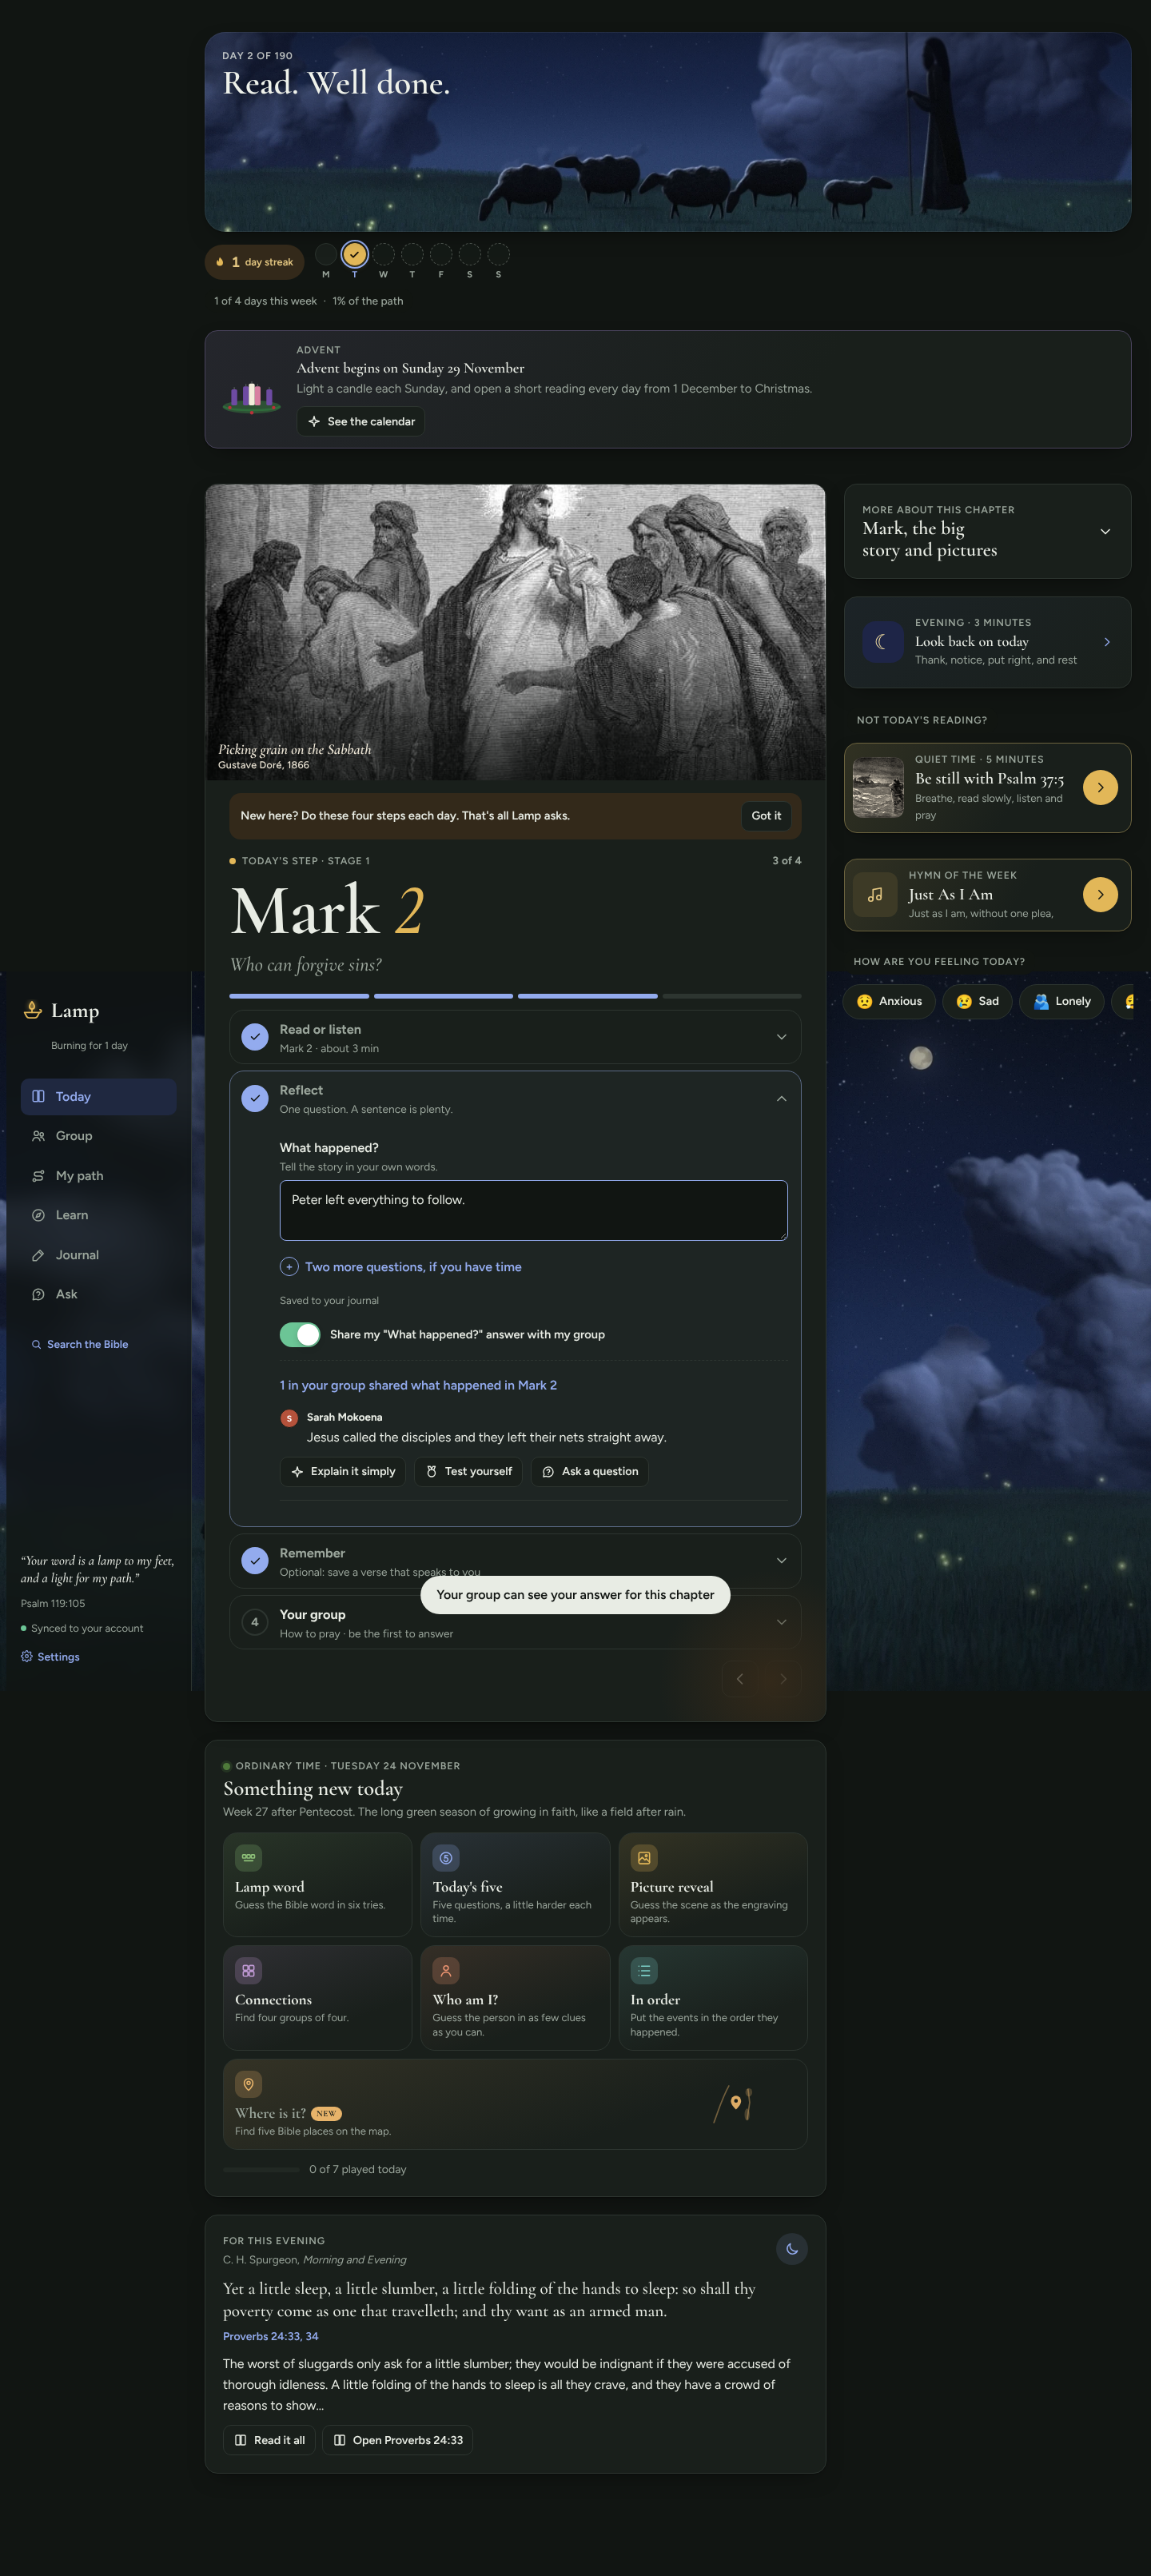 DAY 2 OF 190
Read. Well done.
1 day streak
M T W T F S S
1 of 4 days this week · 1% of the path
ADVENT
Advent begins on Sunday 29 November
Light a candle each Sunday, and open a short reading every day from 1 December to Christmas.
See the calendar
Picking grain on the Sabbath
Gustave Doré, 1866
New here? Do these four steps each day. That's all Lamp asks.
Got it
TODAY'S STEP · STAGE 1
3 of 4
Mark 2
Who can forgive sins?
Read or listen
Mark 2 · about 3 min
Reflect
One question. A sentence is plenty.
What happened?
Tell the story in your own words.
Peter left everything to follow.
Two more questions, if you have time
Saved to your journal
Share my "What happened?" answer with my group
1 in your group shared what happened in Mark 2
S
Sarah Mokoena
Jesus called the disciples and they left their nets straight away.
Explain it simply
Test yourself
Ask a question
Remember
Optional: save a verse that speaks to you
Your group can see your answer for this chapter
4
Your group
How to pray · be the first to answer
MORE ABOUT THIS CHAPTER
Mark, the big
story and pictures
EVENING · 3 MINUTES
Look back on today
Thank, notice, put right, and rest
NOT TODAY'S READING?
QUIET TIME · 5 MINUTES
Be still with Psalm 37:5
Breathe, read slowly, listen and
pray
HYMN OF THE WEEK
Just As I Am
Just as I am, without one plea,
HOW ARE YOU FEELING TODAY?
Anxious
Sad
Lonely
Lamp
Burning for 1 day
Today
Group
My path
Learn
Journal
Ask
Search the Bible
“Your word is a lamp to my feet,
and a light for my path.”
Psalm 119:105
Synced to your account
Settings
ORDINARY TIME · TUESDAY 24 NOVEMBER
Something new today
Week 27 after Pentecost. The long green season of growing in faith, like a field after rain.
Lamp word
Guess the Bible word in six tries.
5
Today's five
Five questions, a little harder each
time.
Picture reveal
Guess the scene as the engraving
appears.
Connections
Find four groups of four.
Who am I?
Guess the person in as few clues
as you can.
In order
Put the events in the order they
happened.
Where is it? NEW
Find five Bible places on the map.
0 of 7 played today
FOR THIS EVENING
C. H. Spurgeon, Morning and Evening
Yet a little sleep, a little slumber, a little folding of the hands to sleep: so shall thy
poverty come as one that travelleth; and thy want as an armed man.
Proverbs 24:33, 34
The worst of sluggards only ask for a little slumber; they would be indignant if they were accused of
thorough idleness. A little folding of the hands to sleep is all they crave, and they have a crowd of
reasons to show…
Read it all
Open Proverbs 24:33